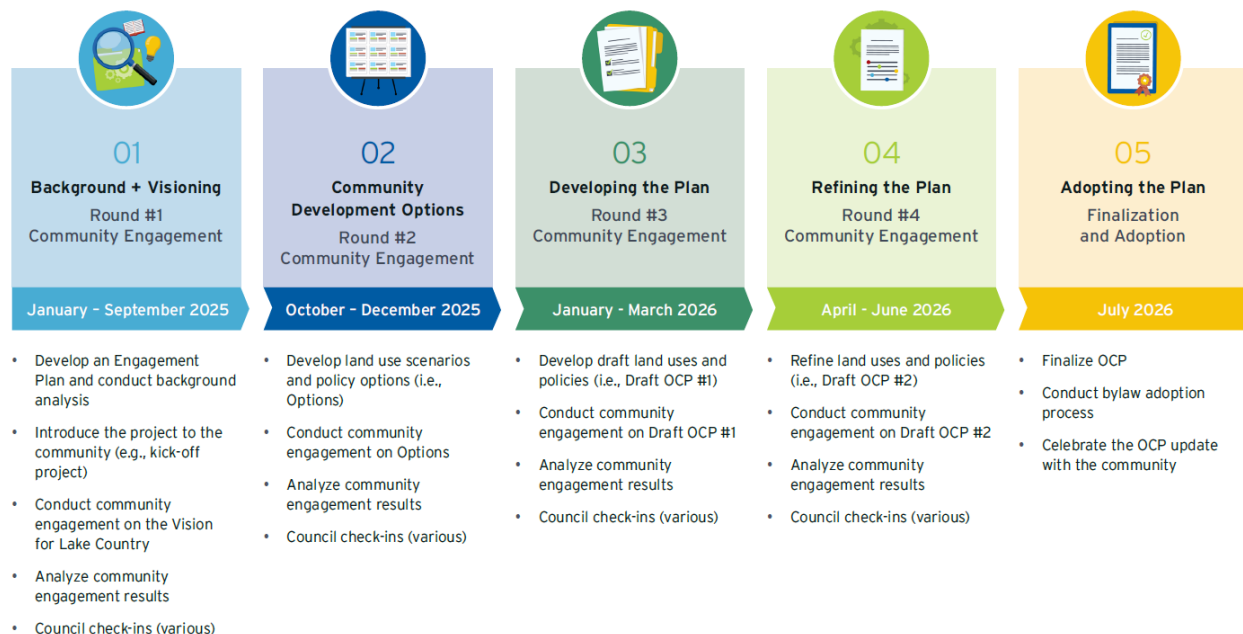 01
Background + Visioning
Round #1
Community Engagement
January – September 2025
• Develop an Engagement
Plan and conduct background
analysis
• Introduce the project to the
community (e.g., kick-off
project)
• Conduct community
engagement on the Vision
for Lake Country
• Analyze community
engagement results
• Council check-ins (various)
02
Community
Development Options
Round #2
Community Engagement
October – December 2025
• Develop land use scenarios
and policy options (i.e.,
Options)
• Conduct community
engagement on Options
• Analyze community
engagement results
• Council check-ins (various)
03
Developing the Plan
Round #3
Community Engagement
January - March 2026
• Develop draft land uses and
policies (i.e., Draft OCP #1)
• Conduct community
engagement on Draft OCP #1
• Analyze community
engagement results
• Council check-ins (various)
04
Refining the Plan
Round #4
Community Engagement
April - June 2026
• Refine land uses and policies
(i.e., Draft OCP #2)
• Conduct community
engagement on Draft OCP #2
• Analyze community
engagement results
• Council check-ins (various)
05
Adopting the Plan
Finalization
and Adoption
July 2026
• Finalize OCP
• Conduct bylaw adoption
process
• Celebrate the OCP update
with the community